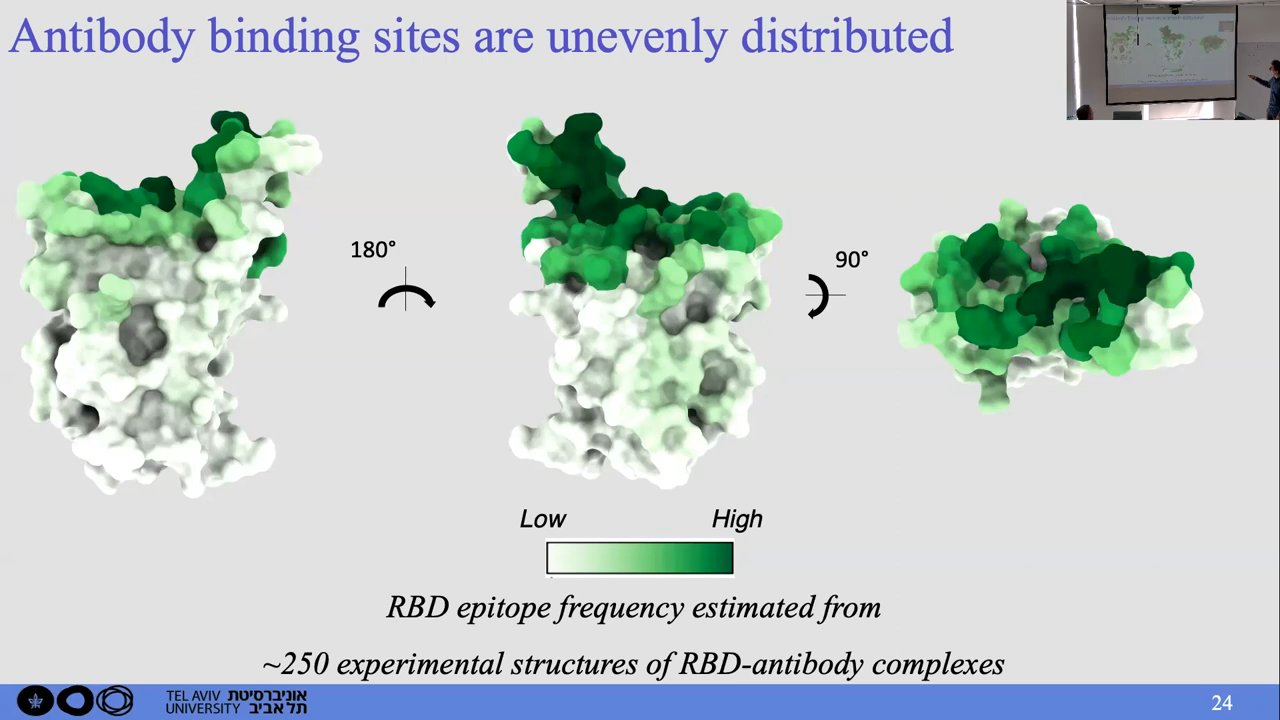 Antibody binding sites are unevenly distributed
180°
90°
Low High
RBD epitope frequency estimated from
~250 experimental structures of RBD-antibody complexes
TEL AVIV אוניברסיטת
UNIVERSITY תל אביב
24